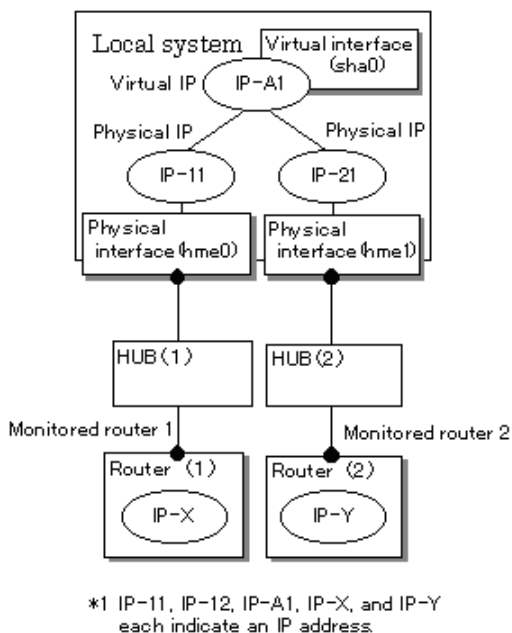 Local system
Virtual interface
(sha0)
Virtual IP
IP-A1
Physical IP
Physical IP
IP-11
IP-21
Physical
interface(hme0)
Physical
interface(hme1)
HUB(1)
HUB(2)
Monitored router 1
Monitored router 2
Router (1)
Router (2)
IP-X
IP-Y
*1 IP-11, IP-12, IP-A1, IP-X, and IP-Y
each indicate an IP address.